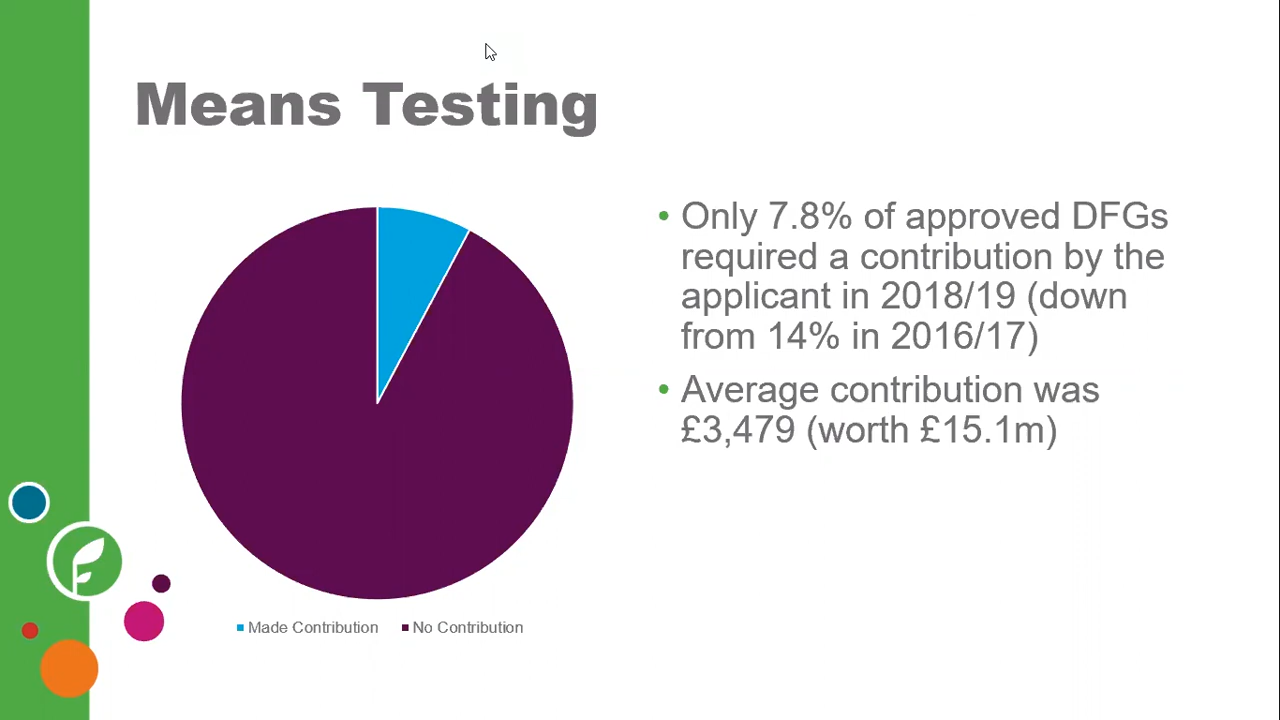 Means Testing
• Only 7.8% of approved DFGs
required a contribution by the
applicant in 2018/19 (down
from 14% in 2016/17)
• Average contribution was
£3,479 (worth £15.1m)
Made Contribution
No Contribution